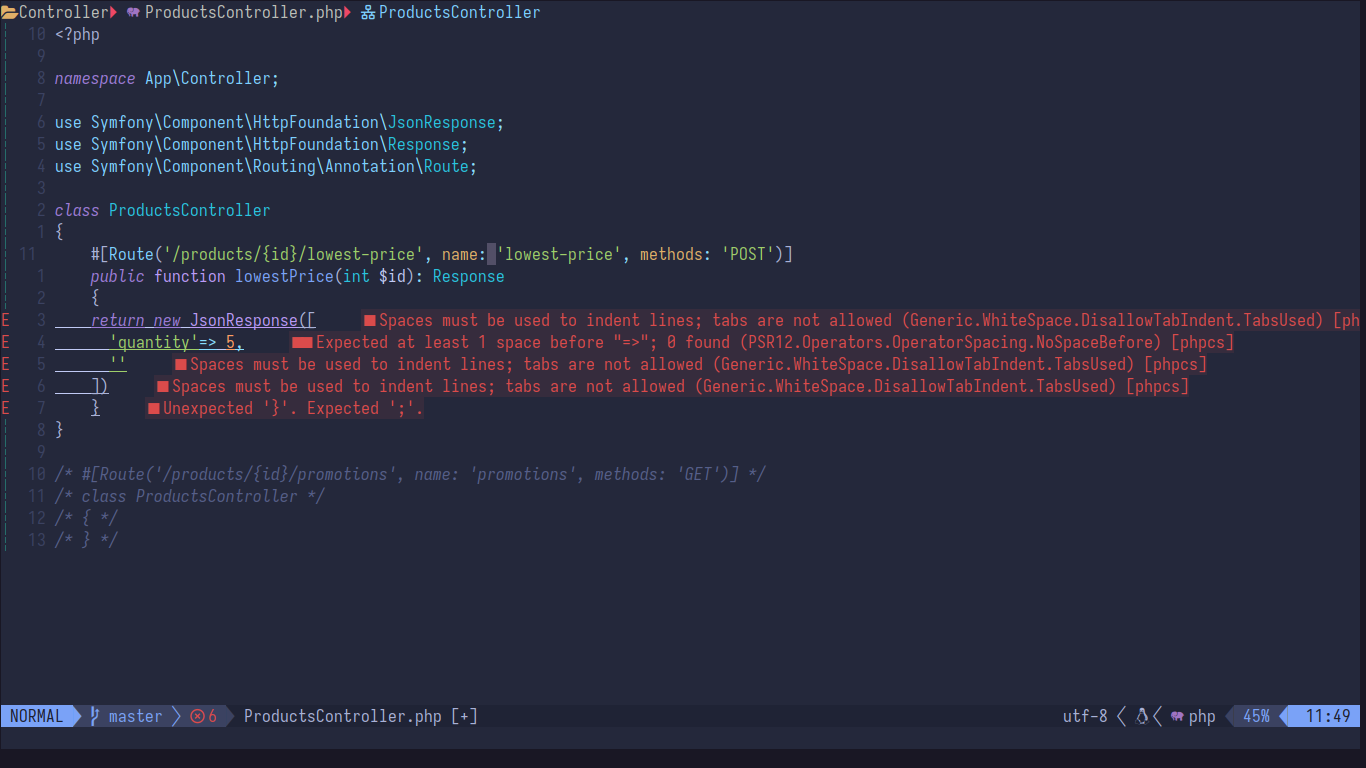 Controller ProductsController.php ProductsController
10 <?php
9
8 namespace App\Controller;
7
6 use Symfony\Component\HttpFoundation\JsonResponse;
5 use Symfony\Component\HttpFoundation\Response;
4 use Symfony\Component\Routing\Annotation\Route;
3
2 class ProductsController
1 {
11 #[Route('/products/{id}/lowest-price', name: 'lowest-price', methods: 'POST')]
1 public function lowestPrice(int $id): Response
2 {
E 3 return new JsonResponse([ Spaces must be used to indent lines; tabs are not allowed (Generic.WhiteSpace.DisallowTabIndent.TabsUsed) [ph
E 4 'quantity'=> 5, Expected at least 1 space before "=>"; 0 found (PSR12.Operators.OperatorSpacing.NoSpaceBefore) [phpcs]
E 5 '' Spaces must be used to indent lines; tabs are not allowed (Generic.WhiteSpace.DisallowTabIndent.TabsUsed) [phpcs]
E 6 ]) Spaces must be used to indent lines; tabs are not allowed (Generic.WhiteSpace.DisallowTabIndent.TabsUsed) [phpcs]
E 7 } Unexpected '}'. Expected ';'.
8 }
9
10 /* #[Route('/products/{id}/promotions', name: 'promotions', methods: 'GET')] */
11 /* class ProductsController */
12 /* { */
13 /* } */
NORMAL master 6 ProductsController.php [+] utf-8 php 45% 11:49